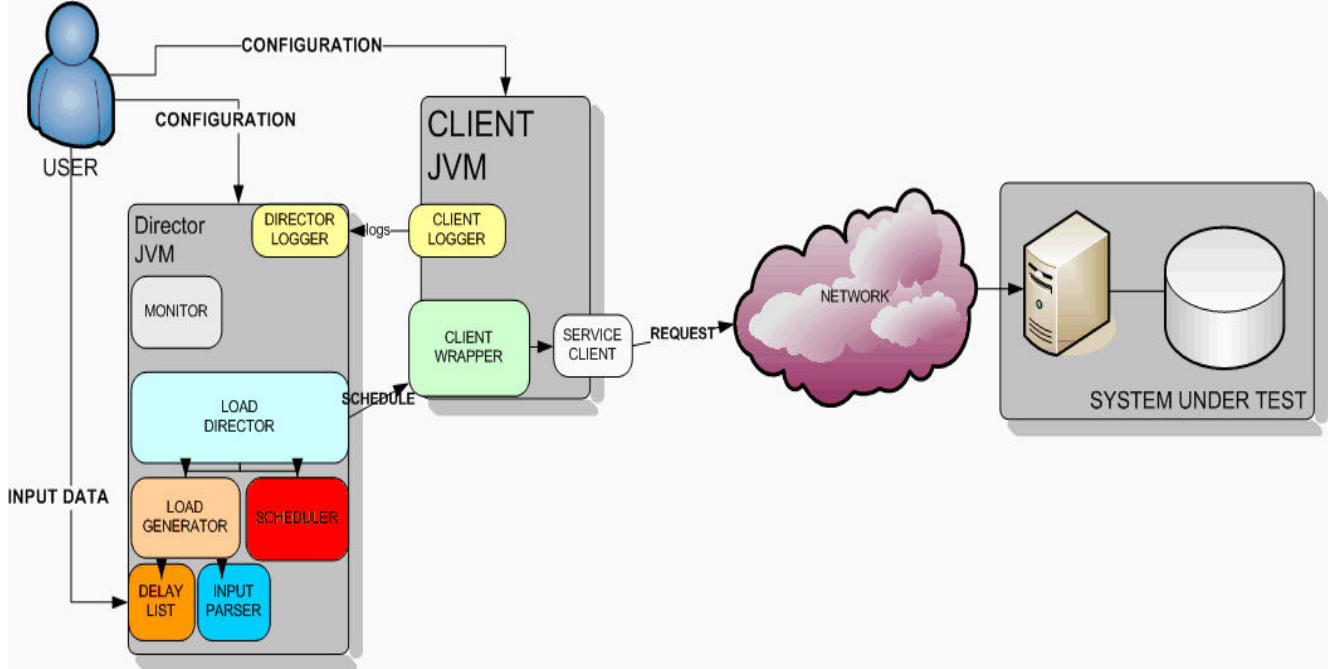 CONFIGURATION
CONFIGURATION
USER
CLIENT
JVM
Director
JVM
DIRECTOR
LOGGER
logs
CLIENT
LOGGER
MONITOR
CLIENT
WRAPPER
SERVICE
CLIENT
REQUEST
NETWORK
SCHEDULE
LOAD
DIRECTOR
SYSTEM UNDER TEST
INPUT DATA
LOAD
GENERATOR
SCHEDULER
DELAY
LIST
INPUT
PARSER